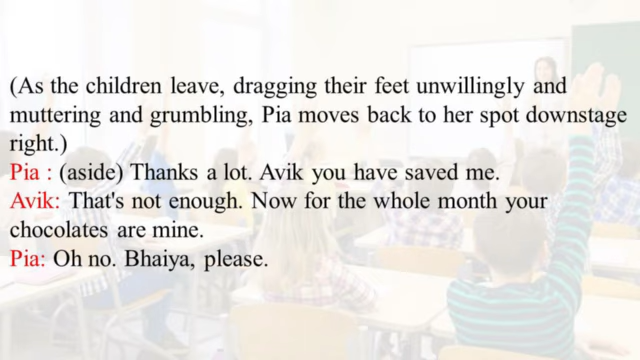 (As the children leave, dragging their feet unwillingly and
muttering and grumbling, Pia moves back to her spot downstage
right.)
Pia : (aside) Thanks a lot. Avik you have saved me.
Avik: That's not enough. Now for the whole month your
chocolates are mine.
Pia: Oh no. Bhaiya, please.